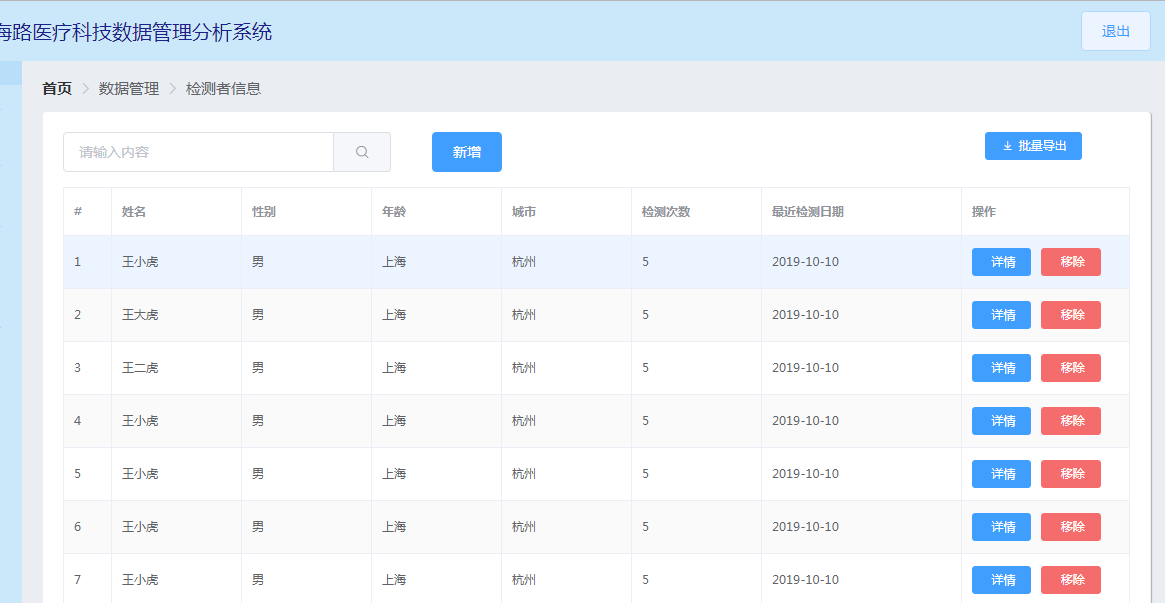 海路医疗科技数据管理分析系统
退出
首页 > 数据管理 > 检测者信息
请输入内容 新增 批量导出
# 姓名 性别 年龄 城市 检测次数 最近检测日期 操作
1 王小虎 男 上海 杭州 5 2019-10-10 详情 移除
2 王大虎 男 上海 杭州 5 2019-10-10 详情 移除
3 王二虎 男 上海 杭州 5 2019-10-10 详情 移除
4 王小虎 男 上海 杭州 5 2019-10-10 详情 移除
5 王小虎 男 上海 杭州 5 2019-10-10 详情 移除
6 王小虎 男 上海 杭州 5 2019-10-10 详情 移除
7 王小虎 男 上海 杭州 5 2019-10-10 详情 移除